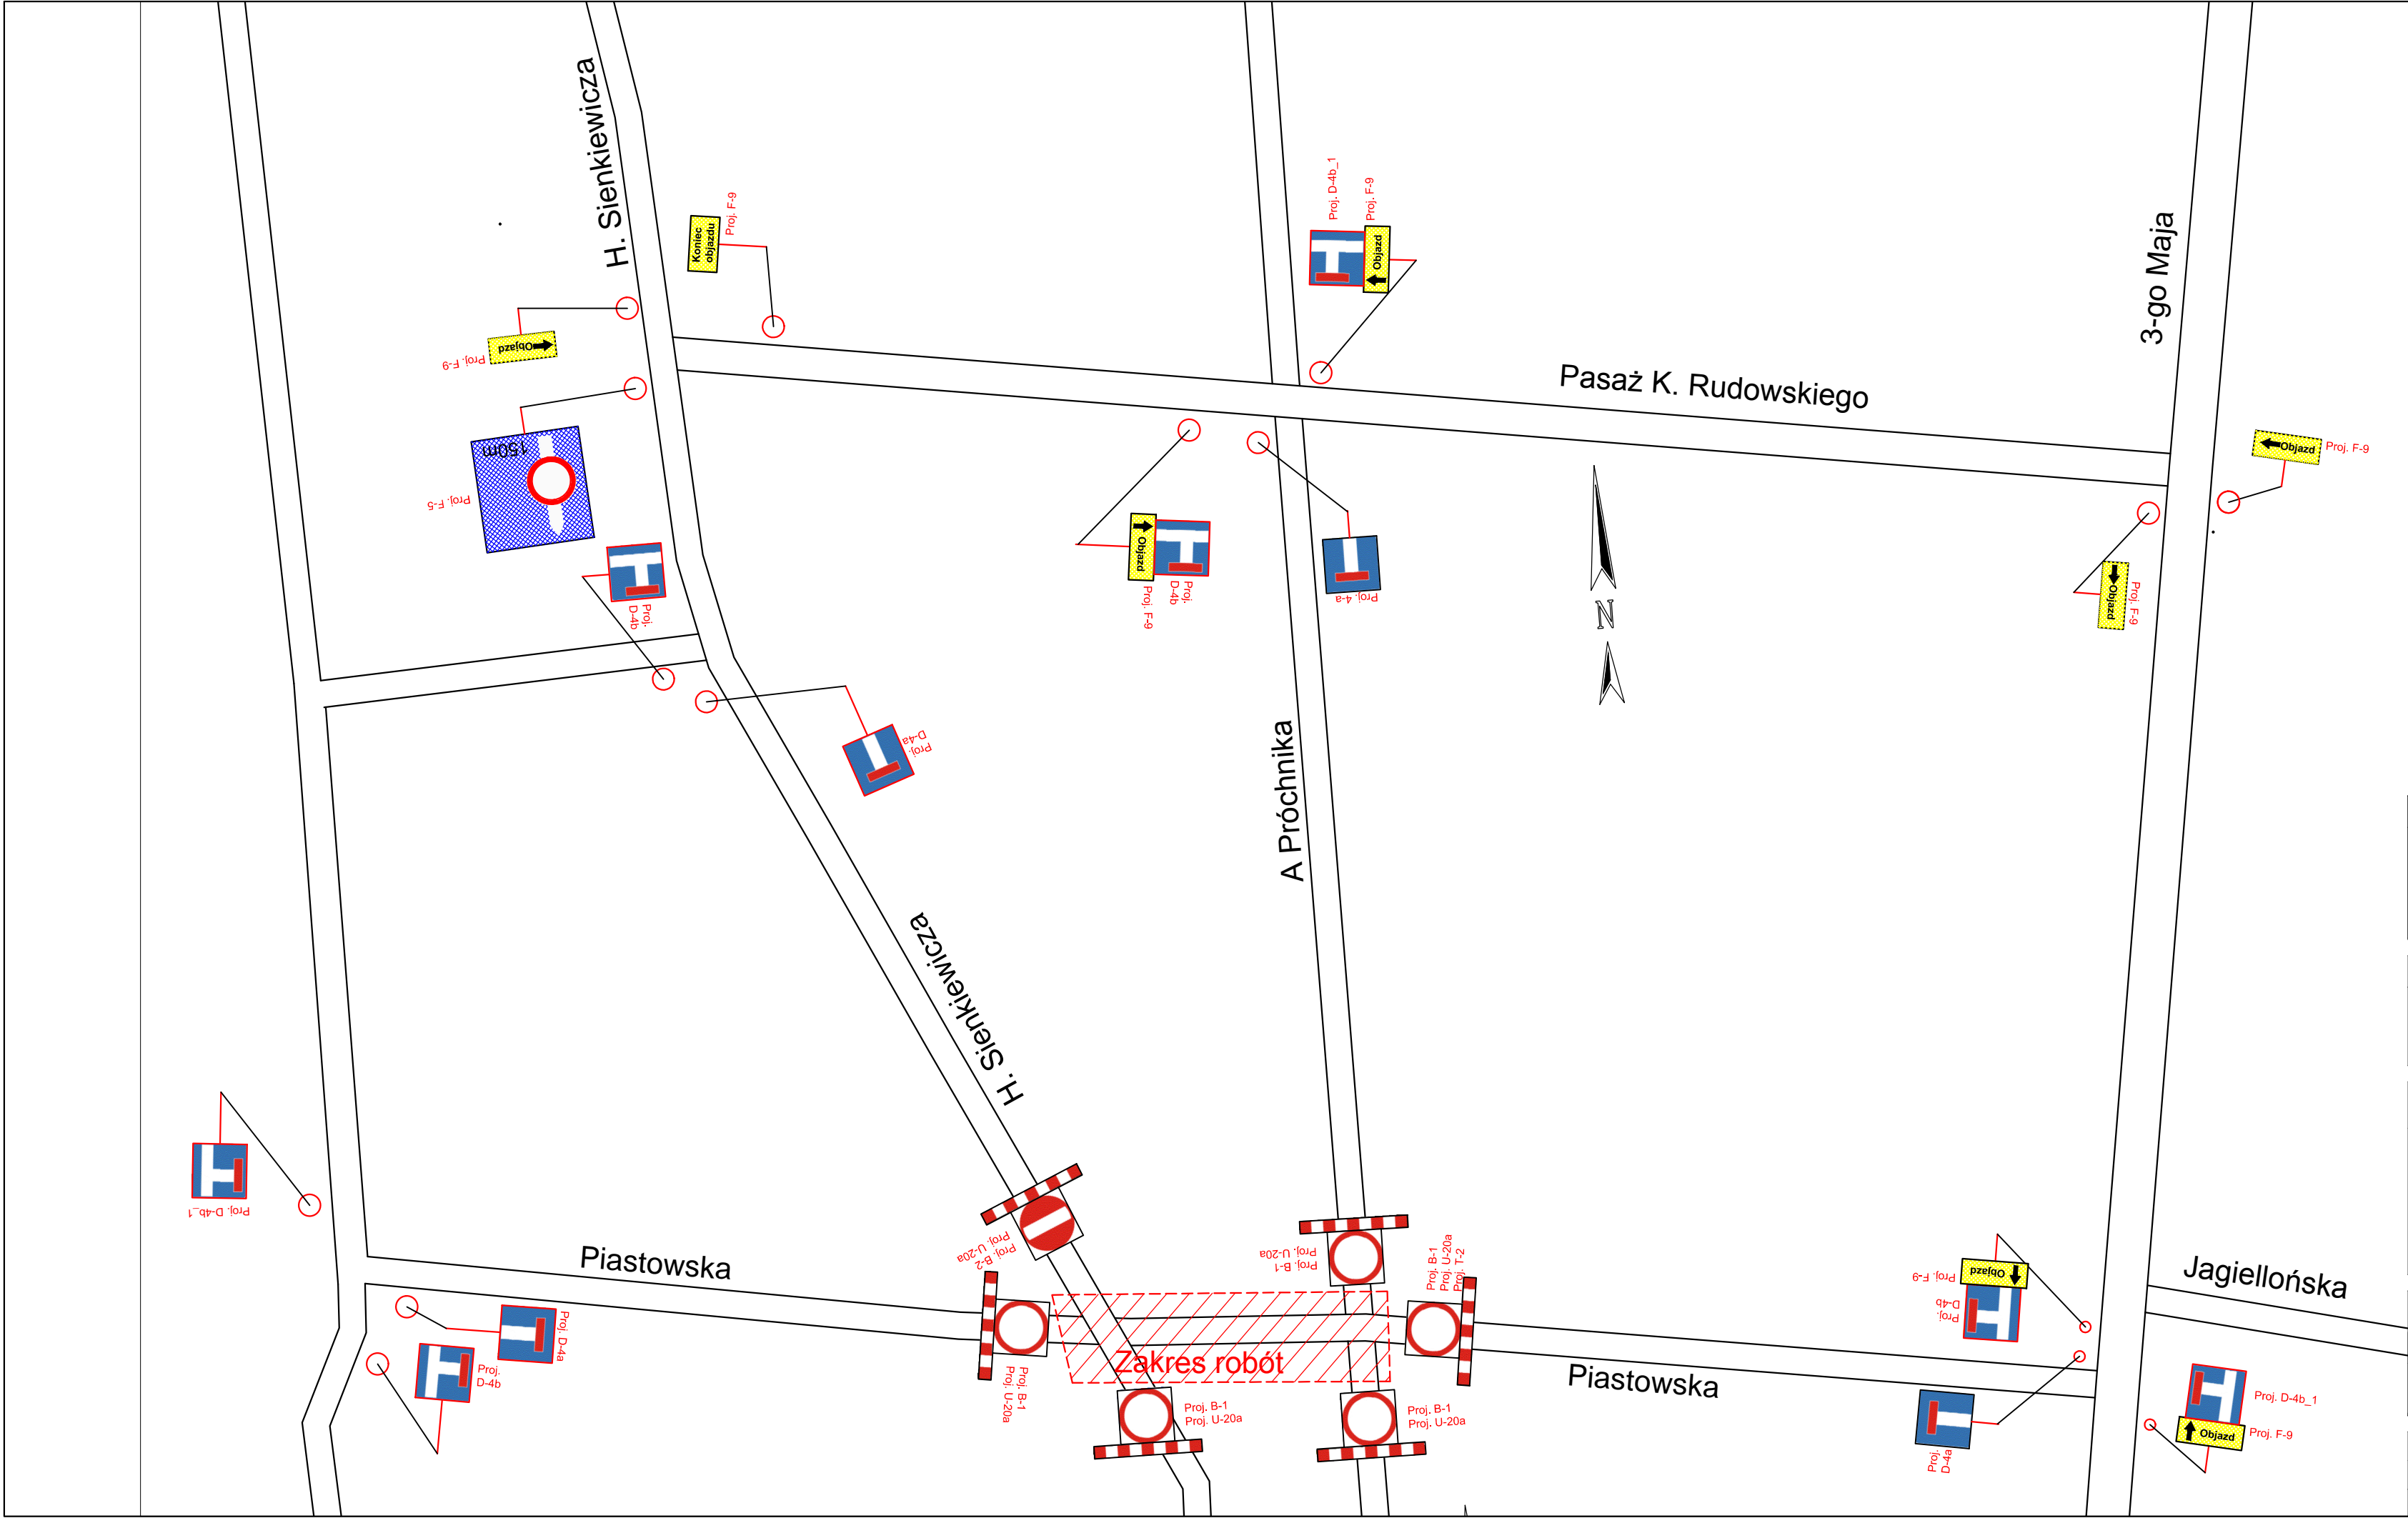 H. Sienkiewicza
Koniec
objazdu
Proj. F-9
Objazd
Proj. F-9
150m
Proj. F-5
Proj.
D-4b
Proj.
D-4a
Proj. D-4b_1
Proj. F-9
Objazd
Pasaż K. Rudowskiego
3-go Maja
Objazd
Proj. F-9
Objazd
Proj. F-9
Objazd
Proj. F-9
Proj.
D-4b
Proj. 4-a
N
A Próchnika
H. Sienkiewicza
Proj. D-4b_1
Piastowska
Proj. D-4a
Proj.
D-4b
Proj. B-2
Proj. U-20a
Proj. B-1
Proj. U-20a
Proj. B-1
Proj. U-20a
Proj. B-1
Proj. U-20a
Proj. T-2
Zakres robót
Proj. B-1
Proj. U-20a
Proj. B-1
Proj. U-20a
Piastowska
Objazd
Proj. F-9
Proj.
D-4b
Proj.
D-4a
Jagiellońska
Proj. D-4b_1
Objazd
Proj. F-9